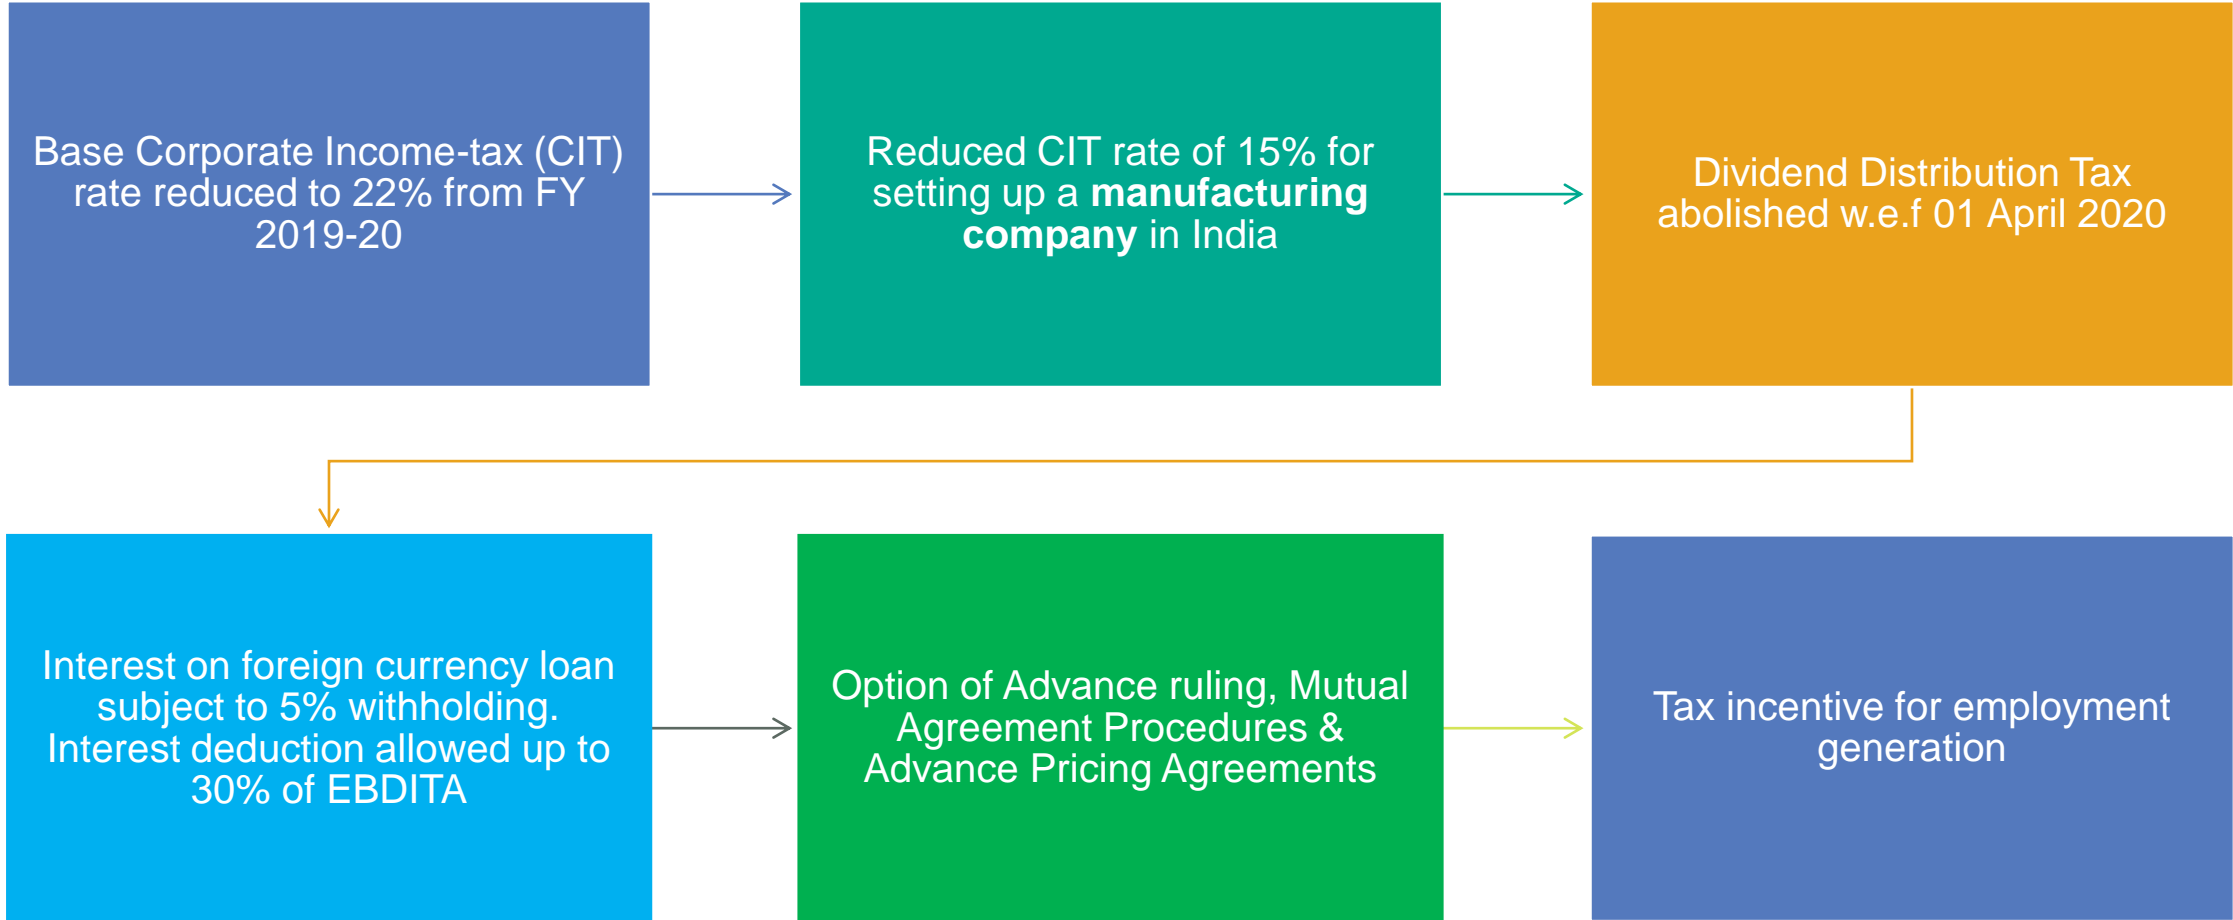 Base Corporate Income-tax (CIT)
rate reduced to 22% from FY
2019-20
Reduced CIT rate of 15% for
setting up a manufacturing
company in India
Dividend Distribution Tax
abolished w.e.f 01 April 2020
Interest on foreign currency loan
subject to 5% withholding.
Interest deduction allowed up to
30% of EBDITA
Option of Advance ruling, Mutual
Agreement Procedures &
Advance Pricing Agreements
Tax incentive for employment
generation